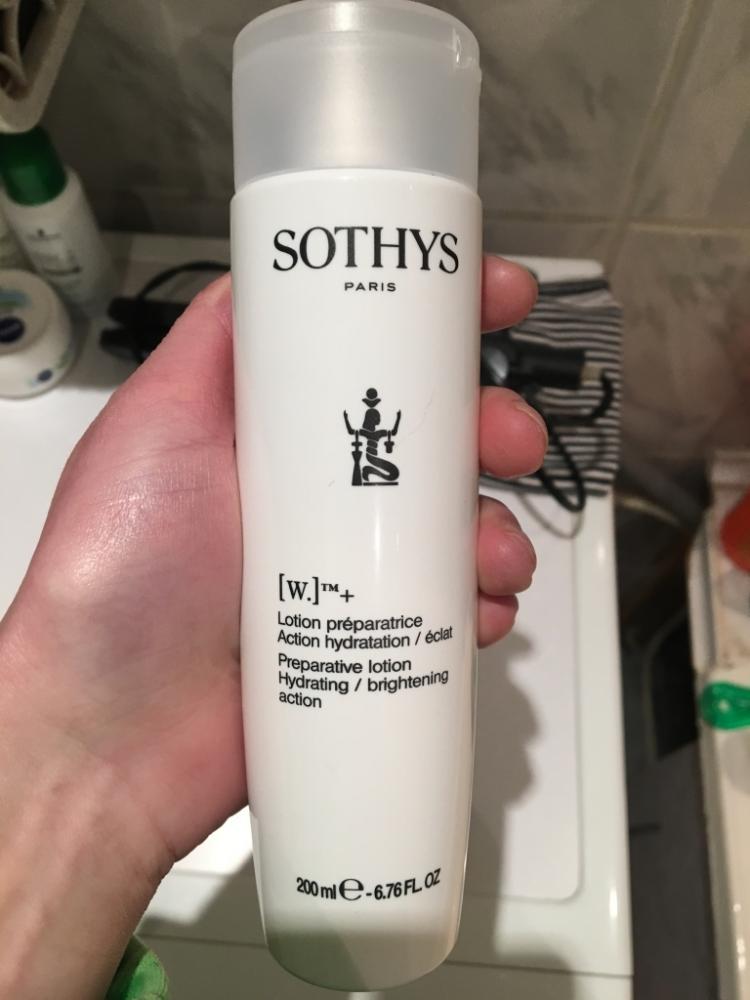 SOTHYS
PARIS
[W.]™+
Lotion préparatrice
Action hydratation / éclat
Preparative lotion
Hydrating / brightening
action
200 ml ℮ - 6.76 FL. OZ